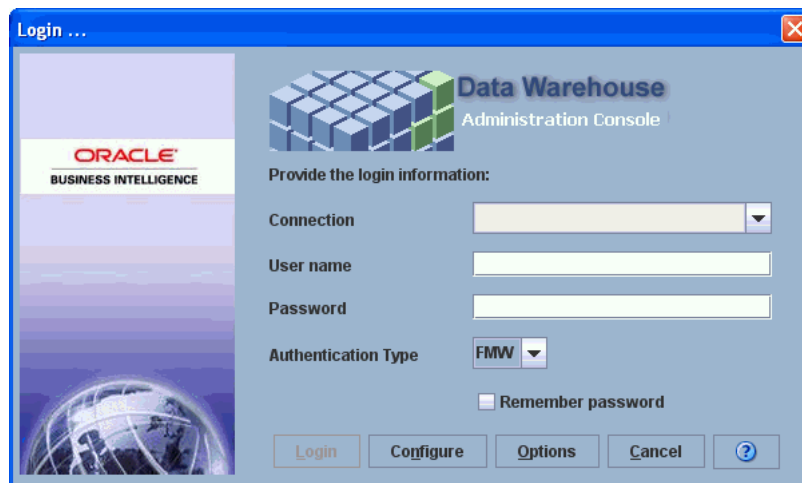 Login ...
ORACLE
BUSINESS INTELLIGENCE
Data Warehouse
Administration Console
Provide the login information:
Connection
User name
Password
Authentication Type
FMW
Remember password
Login
Configure
Options
Cancel
?